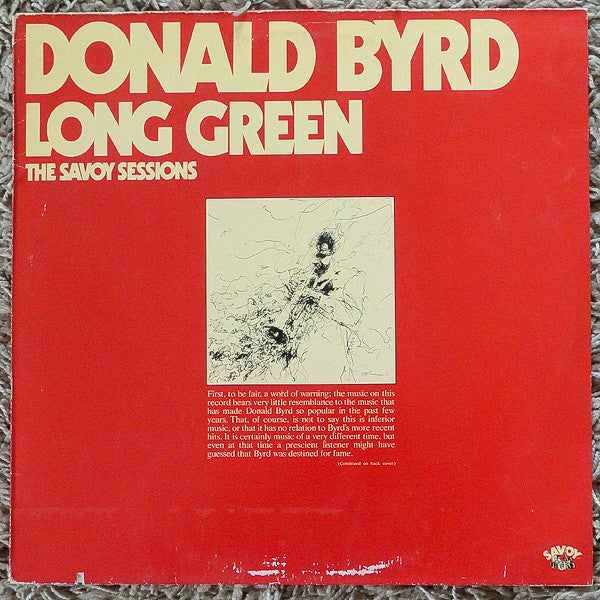 DONALD BYRD
LONG GREEN
THE SAVOY SESSIONS
First, to be fair, a word of warning; the music on this
record bears very little resemblance to the music that
has made Donald Byrd so popular in the past few
years. That, of course, is not to say this is inferior
music, or that it has no relation to Byrd's more recent
hits. It is certainly music of a very different time, but
even at that time a prescient listener might have
guessed that Byrd was destined for fame.
(Continued on back cover)
SAVOY